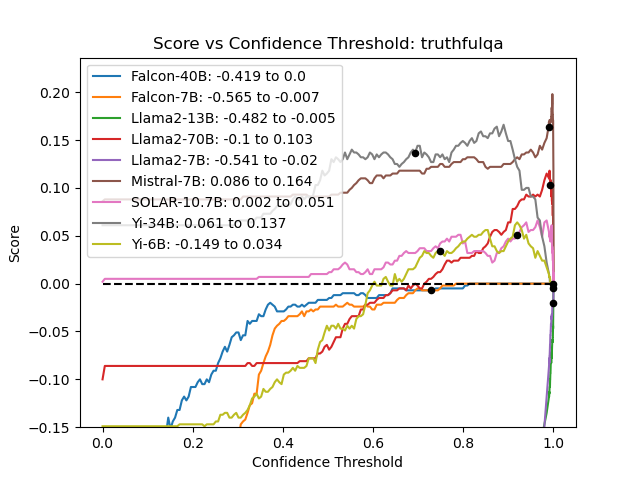 Score vs Confidence Threshold: truthfulqa
Falcon-40B: -0.419 to 0.0
Falcon-7B: -0.565 to -0.007
Llama2-13B: -0.482 to -0.005
Llama2-70B: -0.1 to 0.103
Llama2-7B: -0.541 to -0.02
Mistral-7B: 0.086 to 0.164
SOLAR-10.7B: 0.002 to 0.051
Yi-34B: 0.061 to 0.137
Yi-6B: -0.149 to 0.034
Score
0.20
0.15
0.10
0.05
0.00
−0.05
−0.10
−0.15
0.0 0.2 0.4 0.6 0.8 1.0
Confidence Threshold